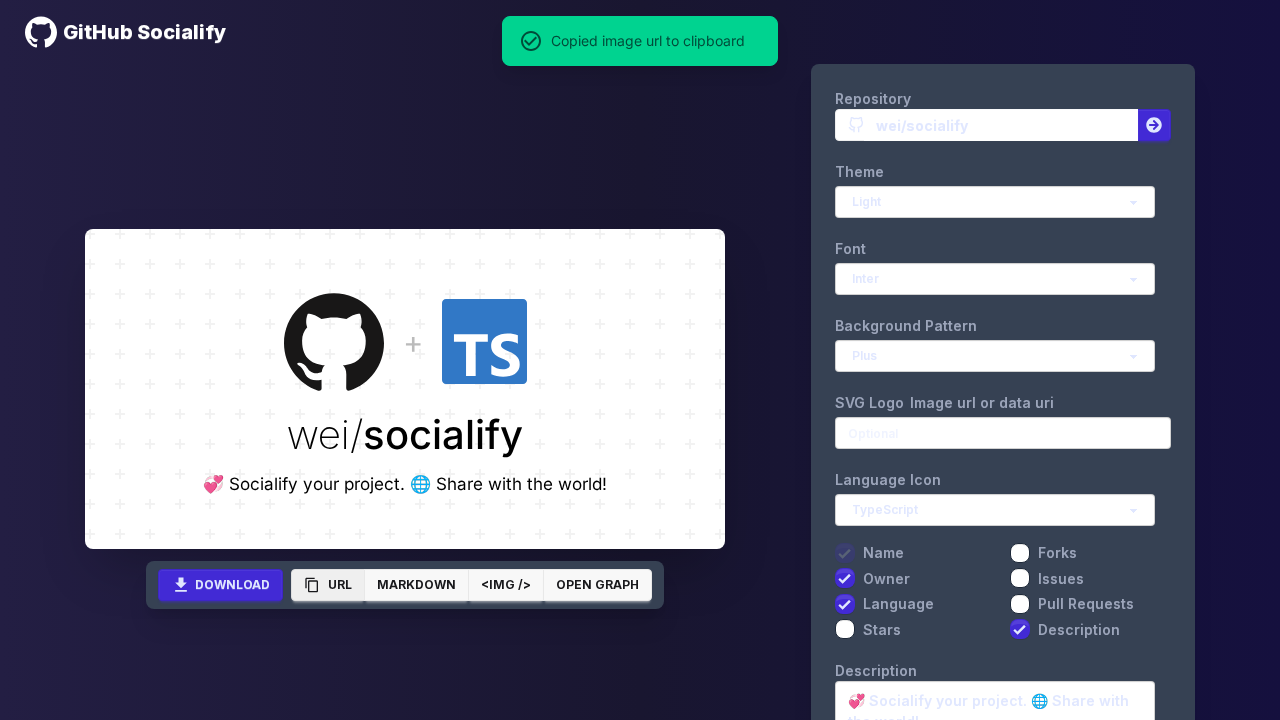 GitHub Socialify
Copied image url to clipboard
TS
+
wei/socialify
💞 Socialify your project. 🌐 Share with the world!
DOWNLOAD
URL
MARKDOWN
<IMG />
OPEN GRAPH
Repository
wei/socialify
Theme
Light
Font
Inter
Background Pattern
Plus
SVG Logo Image url or data uri
Optional
Language Icon
TypeScript
Name
Forks
Owner
Issues
Language
Pull Requests
Stars
Description
Description
💞 Socialify your project. 🌐 Share with
the world!